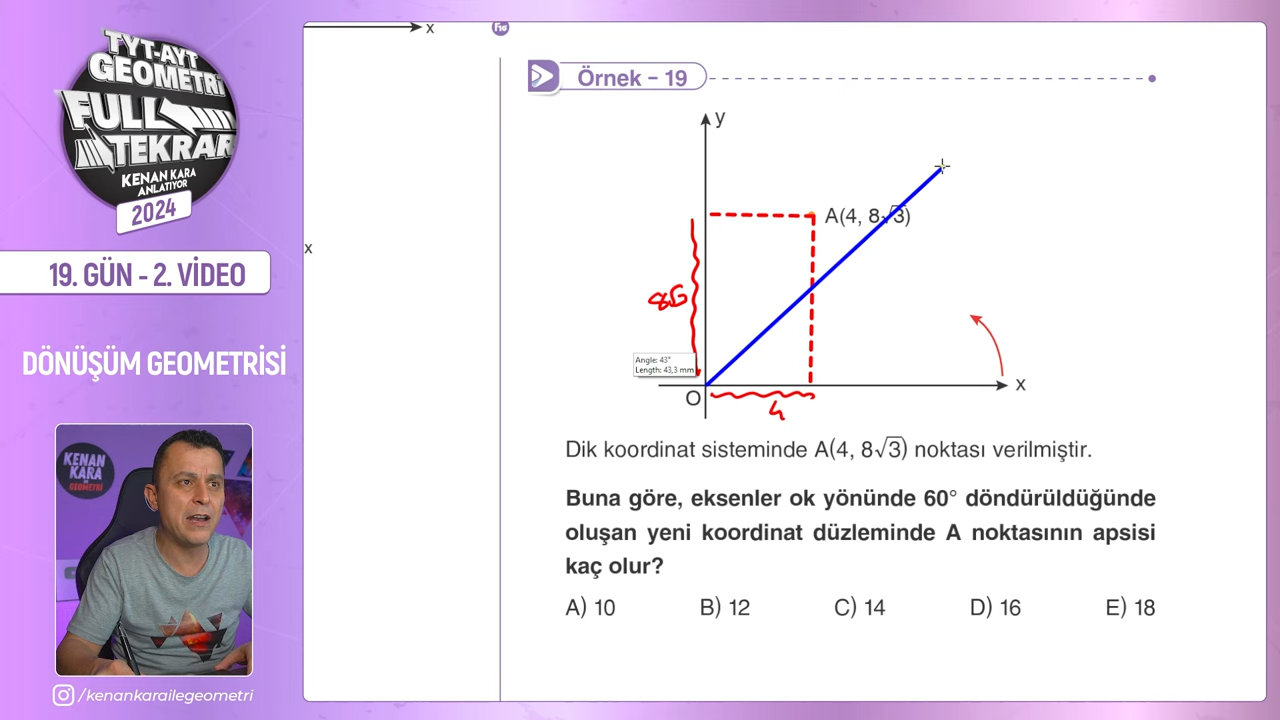 TYT-AYT
GEOMETRİ
FULL
TEKRAR
KENAN KARA
ANLATIYOR
2024
19. GÜN - 2. VİDEO
DÖNÜŞÜM GEOMETRİSİ
KENAN
KARA
GEOMETRİ
/kenankarailegeometri
x
x
Örnek – 19
y
A(4, 8√3)
8√3
Angle: 43°
Length: 43,3 mm
O
x
4
Dik koordinat sisteminde A(4, 8√3) noktası verilmiştir.
Buna göre, eksenler ok yönünde 60° döndürüldüğünde
oluşan yeni koordinat düzleminde A noktasının apsisi
kaç olur?
A) 10 B) 12 C) 14 D) 16 E) 18